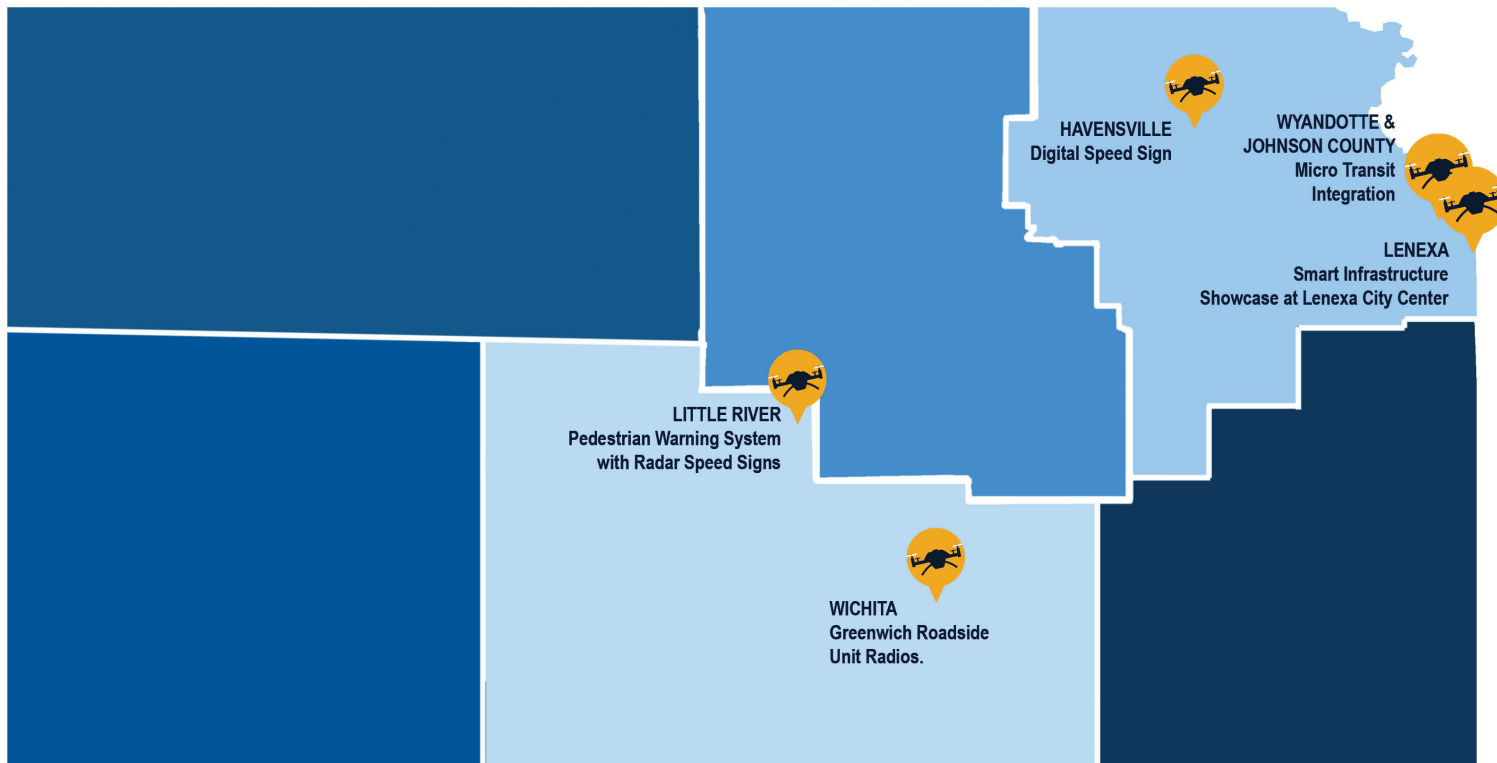 HAVENSVILLE
Digital Speed Sign
WYANDOTTE &
JOHNSON COUNTY
Micro Transit
Integration
LENEXA
Smart Infrastructure
Showcase at Lenexa City Center
LITTLE RIVER
Pedestrian Warning System
with Radar Speed Signs
WICHITA
Greenwich Roadside
Unit Radios.